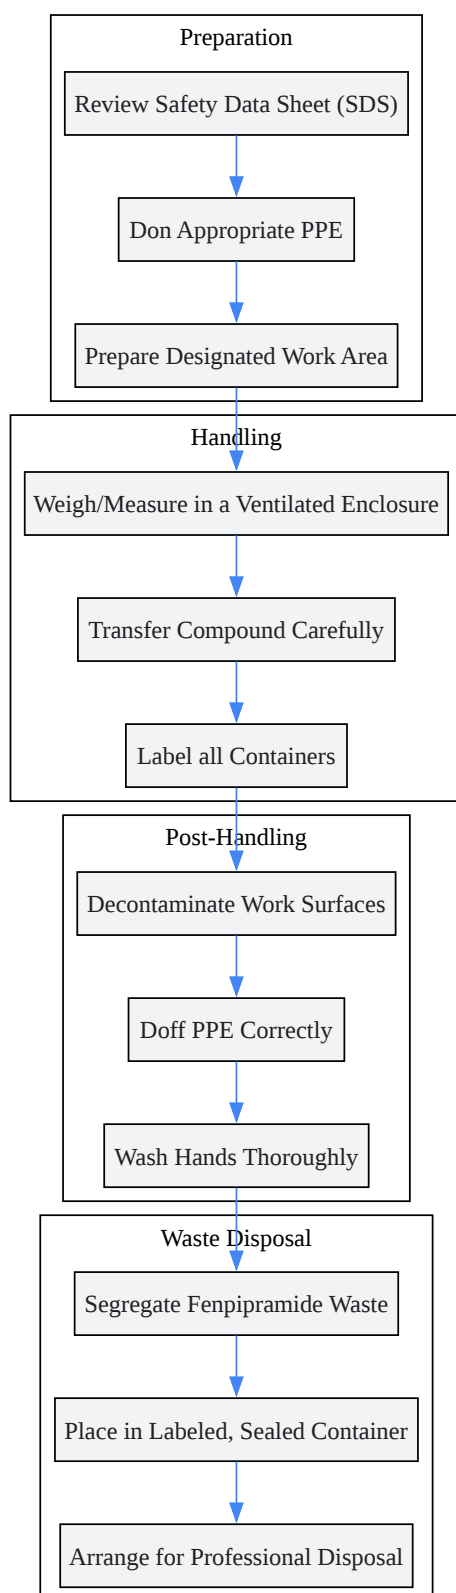 Preparation
Review Safety Data Sheet (SDS)
Don Appropriate PPE
Prepare Designated Work Area
Handling
Weigh/Measure in a Ventilated Enclosure
Transfer Compound Carefully
Label all Containers
Post-Handling
Decontaminate Work Surfaces
Doff PPE Correctly
Wash Hands Thoroughly
Waste Disposal
Segregate Fenpipramide Waste
Place in Labeled, Sealed Container
Arrange for Professional Disposal